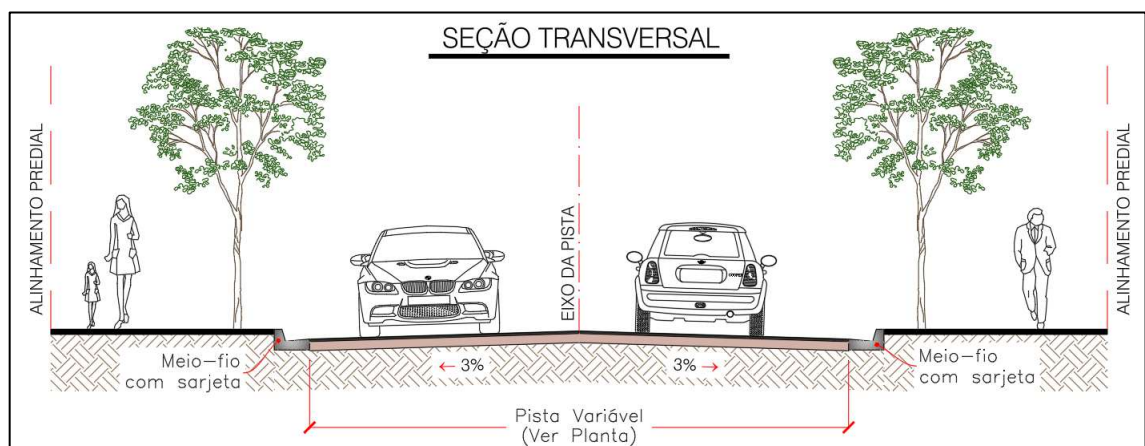 SEÇÃO TRANSVERSAL
ALINHAMENTO PREDIAL
EIXO DA PISTA
ALINHAMENTO PREDIAL
COOPER
Meio-fio
com sarjeta
← 3%
3% →
Meio-fio
com sarjeta
Pista Variável
(Ver Planta)